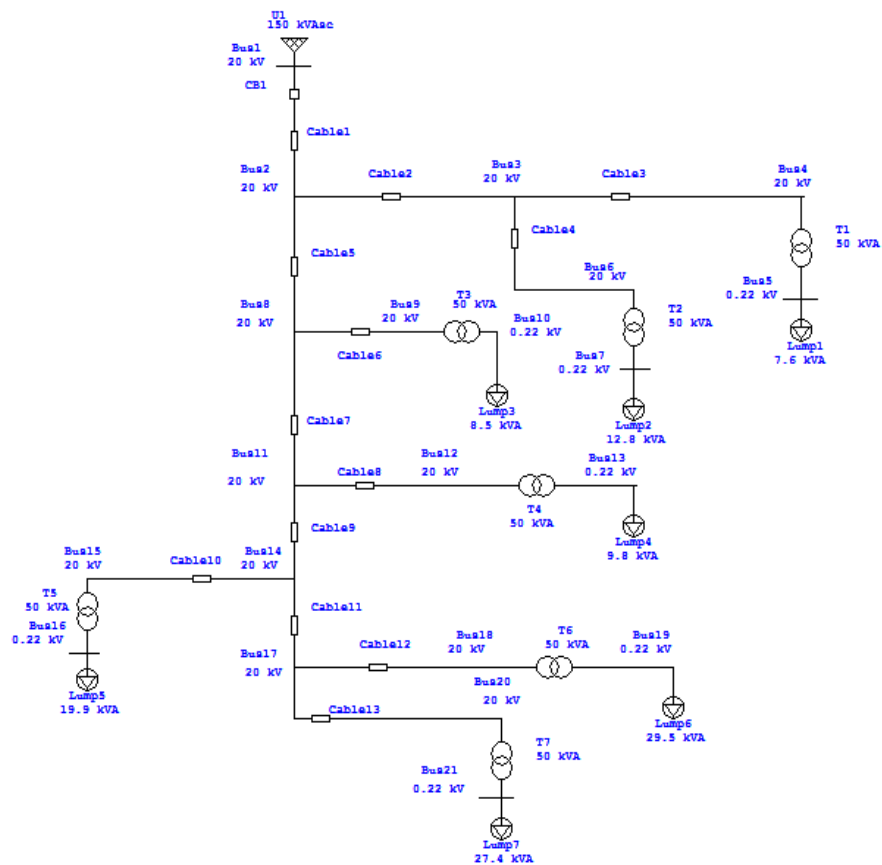 U1
150 kVAsc
Bus1
20 kV
CB1
Cable1
Bus2
20 kV
Cable2
Bus3
20 kV
Cable3
Bus4
20 kV
Cable4
T1
50 kVA
Cable5
Bus6
20 kV
Bus5
0.22 kV
Bus8
20 kV
Bus9
20 kV
T3
50 kVA
Bus10
0.22 kV
T2
50 kVA
Cable6
Bus7
0.22 kV
Lump1
7.6 kVA
Lump3
8.5 kVA
Lump2
12.8 kVA
Cable7
Bus11
20 kV
Cable8
Bus12
20 kV
Bus13
0.22 kV
T4
50 kVA
Cable9
Lump4
9.8 kVA
Bus15
20 kV
Cable10
Bus14
20 kV
T5
50 kVA
Bus16
0.22 kV
Cable11
Lump5
19.9 kVA
Bus17
20 kV
Cable12
Bus18
20 kV
T6
50 kVA
Bus19
0.22 kV
Bus20
20 kV
Cable13
Lump6
29.5 kVA
T7
50 kVA
Bus21
0.22 kV
Lump7
27.4 kVA